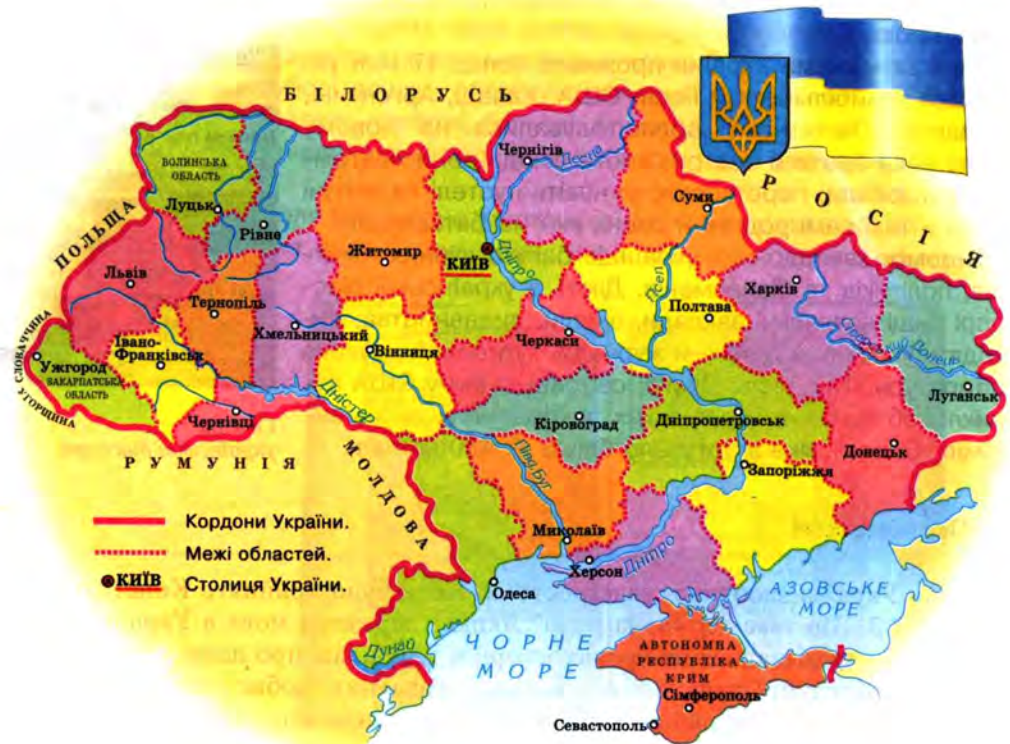 БІЛОРУСЬ
РОСІЯ
ПОЛЬЩА
СЛОВАЧЧИНА
УГОРЩИНА
РУМУНІЯ
МОЛДОВА
ВОЛИНСЬКА
ОБЛАСТЬ
Луцьк
Рівне
Житомир
КИЇВ
Чернігів
Десна
Суми
Дніпро
Псел
Полтава
Харків
Сіверський Донець
Луганськ
Львів
Тернопіль
Хмельницький
Вінниця
Черкаси
Івано-
Франківськ
Ужгород
ЗАКАРПАТСЬКА
ОБЛАСТЬ
Чернівці
Дністер
Кіровоград
Дніпропетровськ
Донецьк
Запоріжжя
Півд. Буг
Миколаїв
Херсон
Дніпро
Одеса
Дунай
Кордони України.
Межі областей.
КИЇВ Столиця України.
ЧОРНЕ
МОРЕ
АЗОВСЬКЕ
МОРЕ
АВТОНОМНА
РЕСПУБЛІКА
КРИМ
Сімферополь
Севастополь